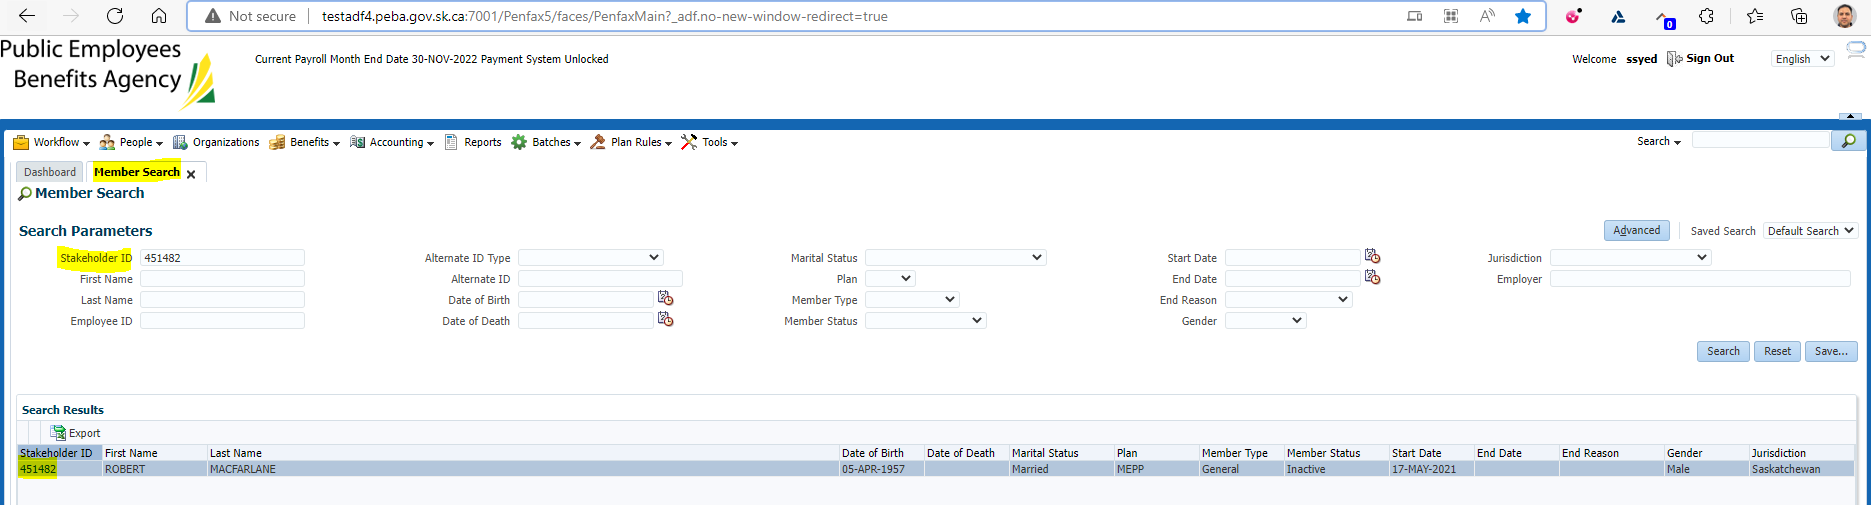 Not secure testadf4.peba.gov.sk.ca:7001/Penfax5/faces/PenfaxMain?_adf.no-new-window-redirect=true
0
Public Employees
Benefits Agency
Current Payroll Month End Date 30-NOV-2022 Payment System Unlocked
Welcome ssyed Sign Out English
Workflow People Organizations Benefits Accounting Reports Batches Plan Rules Tools Search
Dashboard Member Search
Member Search
Search Parameters
Advanced Saved Search Default Search
Stakeholder ID 451482 Alternate ID Type Marital Status Start Date Jurisdiction
First Name Alternate ID Plan End Date Employer
Last Name Date of Birth Member Type End Reason
Employee ID Date of Death Member Status Gender
Search Reset Save...
Search Results
Export
Stakeholder ID First Name Last Name Date of Birth Date of Death Marital Status Plan Member Type Member Status Start Date End Date End Reason Gender Jurisdiction
451482 ROBERT MACFARLANE 05-APR-1957 Married MEPP General Inactive 17-MAY-2021 Male Saskatchewan